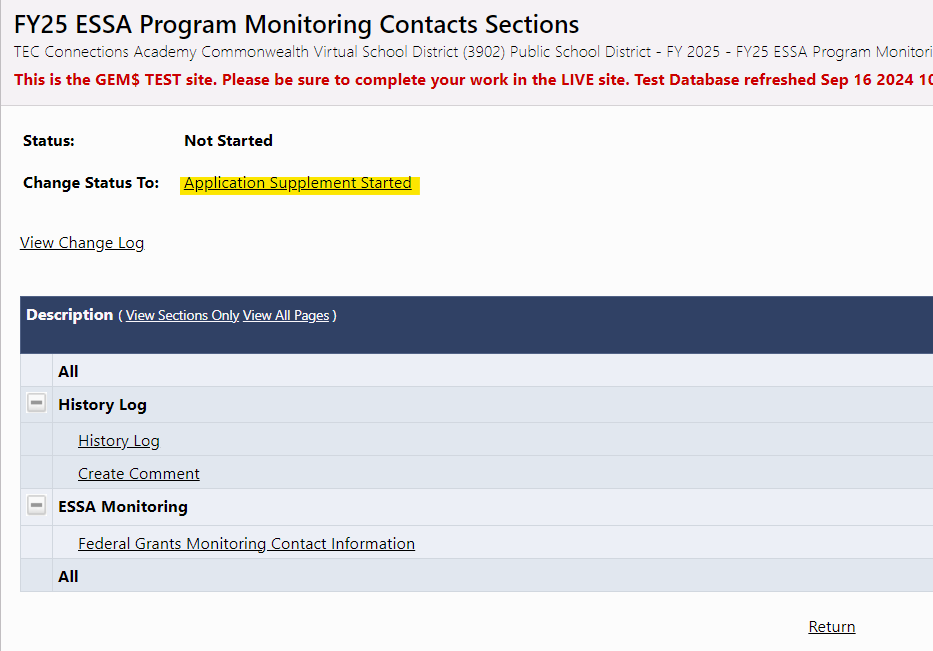 FY25 ESSA Program Monitoring Contacts Sections
TEC Connections Academy Commonwealth Virtual School District (3902) Public School District - FY 2025 - FY25 ESSA Program Monitori
This is the GEM$ TEST site. Please be sure to complete your work in the LIVE site. Test Database refreshed Sep 16 2024 10
Status: Not Started
Change Status To: Application Supplement Started
View Change Log
Description ( View Sections Only View All Pages )
All
History Log
History Log
Create Comment
ESSA Monitoring
Federal Grants Monitoring Contact Information
All
Return